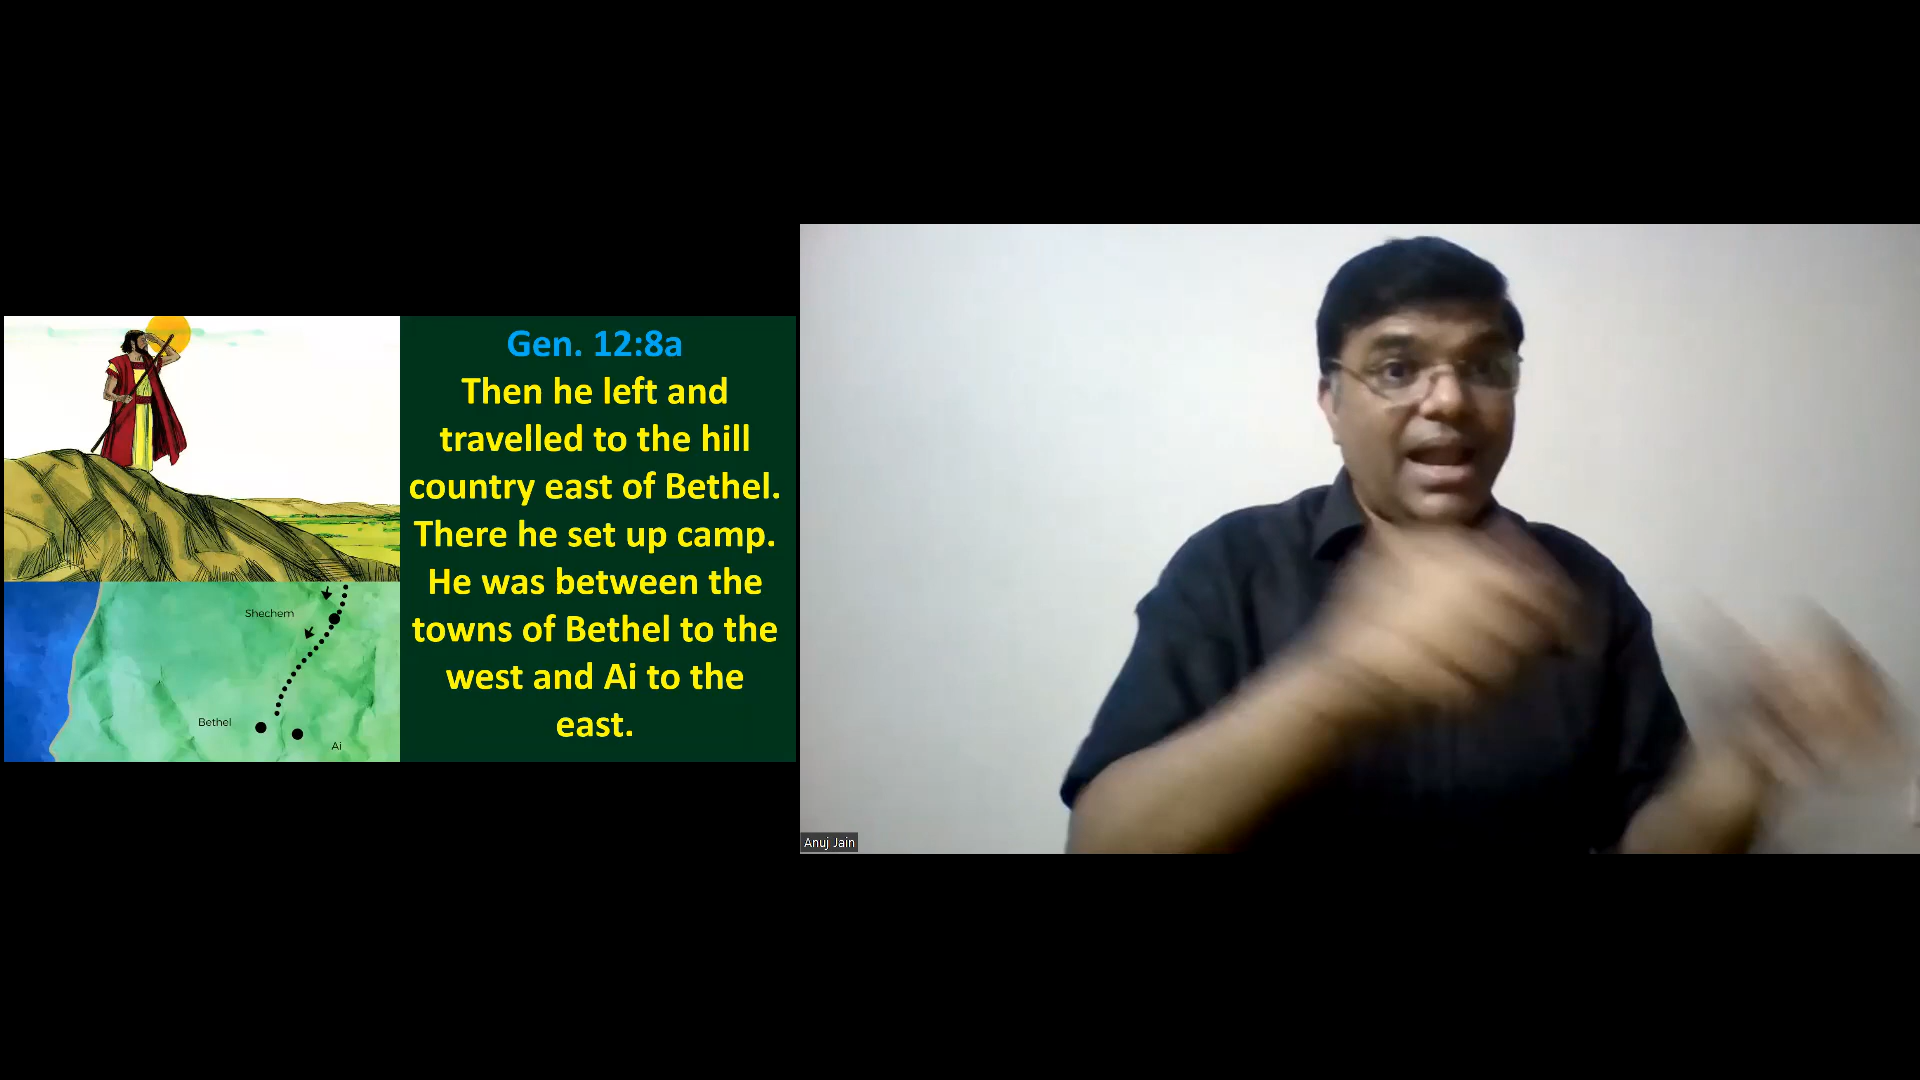 Gen. 12:8a
Then he left and
travelled to the hill
country east of Bethel.
There he set up camp.
He was between the
towns of Bethel to the
west and Ai to the
east.
Shechem
Bethel
Ai
Anuj Jain